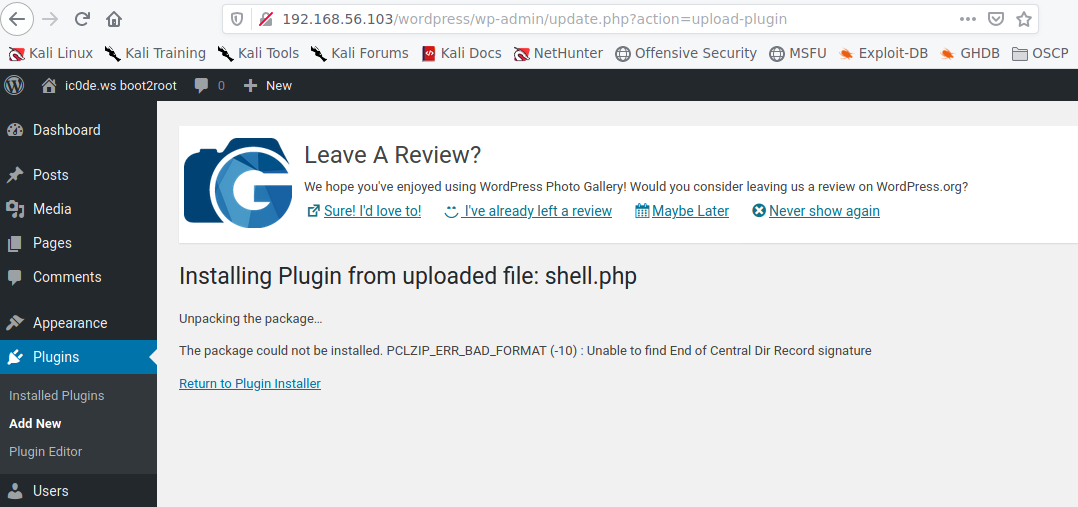 192.168.56.103/wordpress/wp-admin/update.php?action=upload-plugin
Kali Linux Kali Training Kali Tools Kali Forums Kali Docs NetHunter Offensive Security MSFU Exploit-DB GHDB OSCP
ic0de.ws boot2root 0 New
Dashboard
Posts
Media
Pages
Comments
Appearance
Plugins
Installed Plugins
Add New
Plugin Editor
Users
Leave A Review?
We hope you've enjoyed using WordPress Photo Gallery! Would you consider leaving us a review on WordPress.org?
Sure! I'd love to! I've already left a review Maybe Later Never show again
Installing Plugin from uploaded file: shell.php
Unpacking the package…
The package could not be installed. PCLZIP_ERR_BAD_FORMAT (-10) : Unable to find End of Central Dir Record signature
Return to Plugin Installer